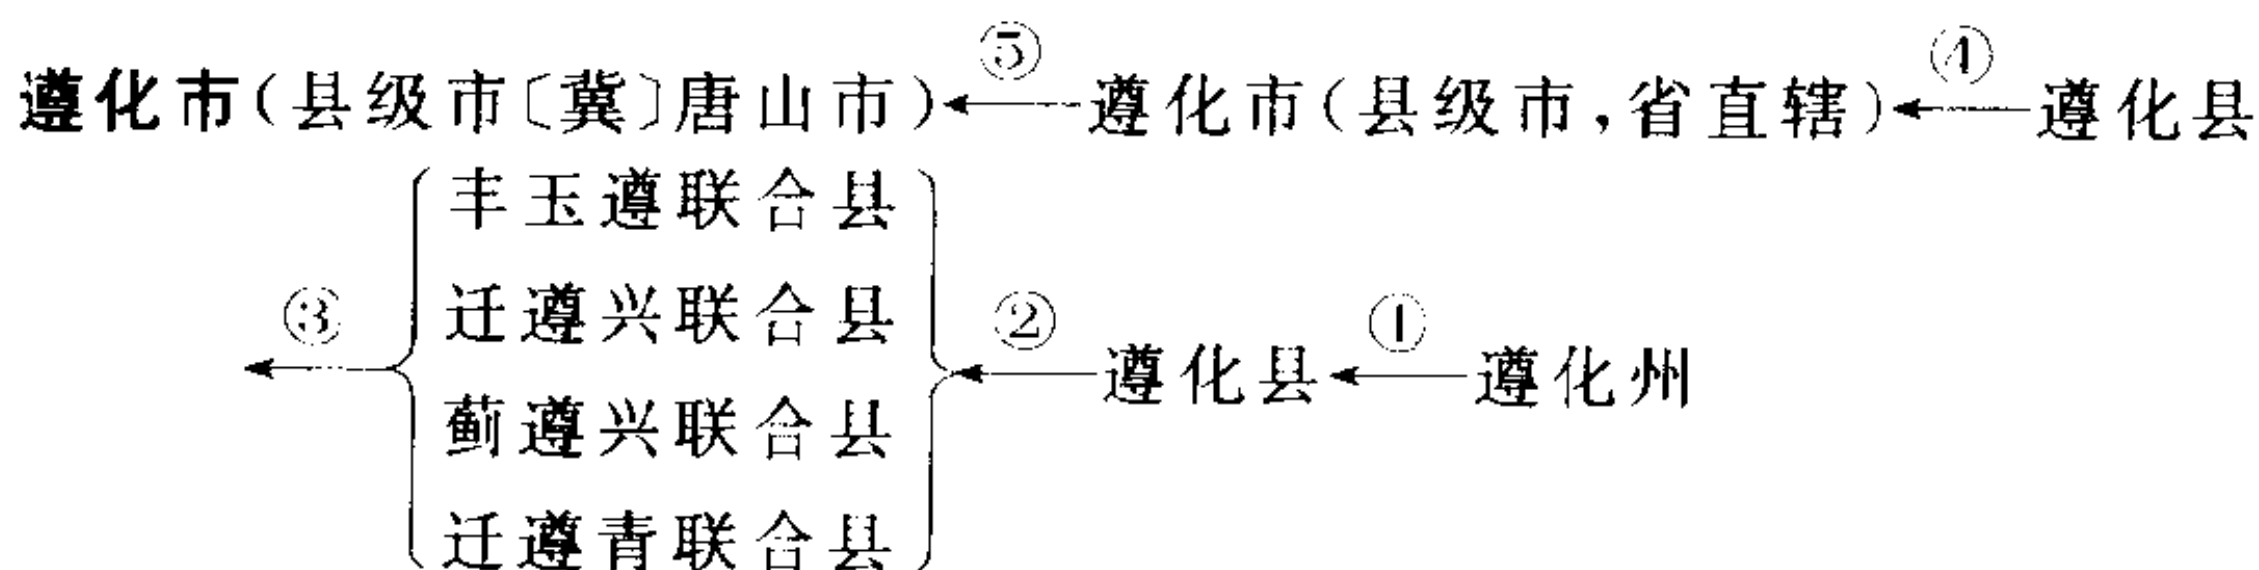 遵化市(县级市〔冀〕唐山市)←⑤遵化市(县级市,省直辖)←④遵化县
丰玉遵联合县
←③迁遵兴联合县←②遵化县←①遵化州
蓟遵兴联合县
迁遵青联合县